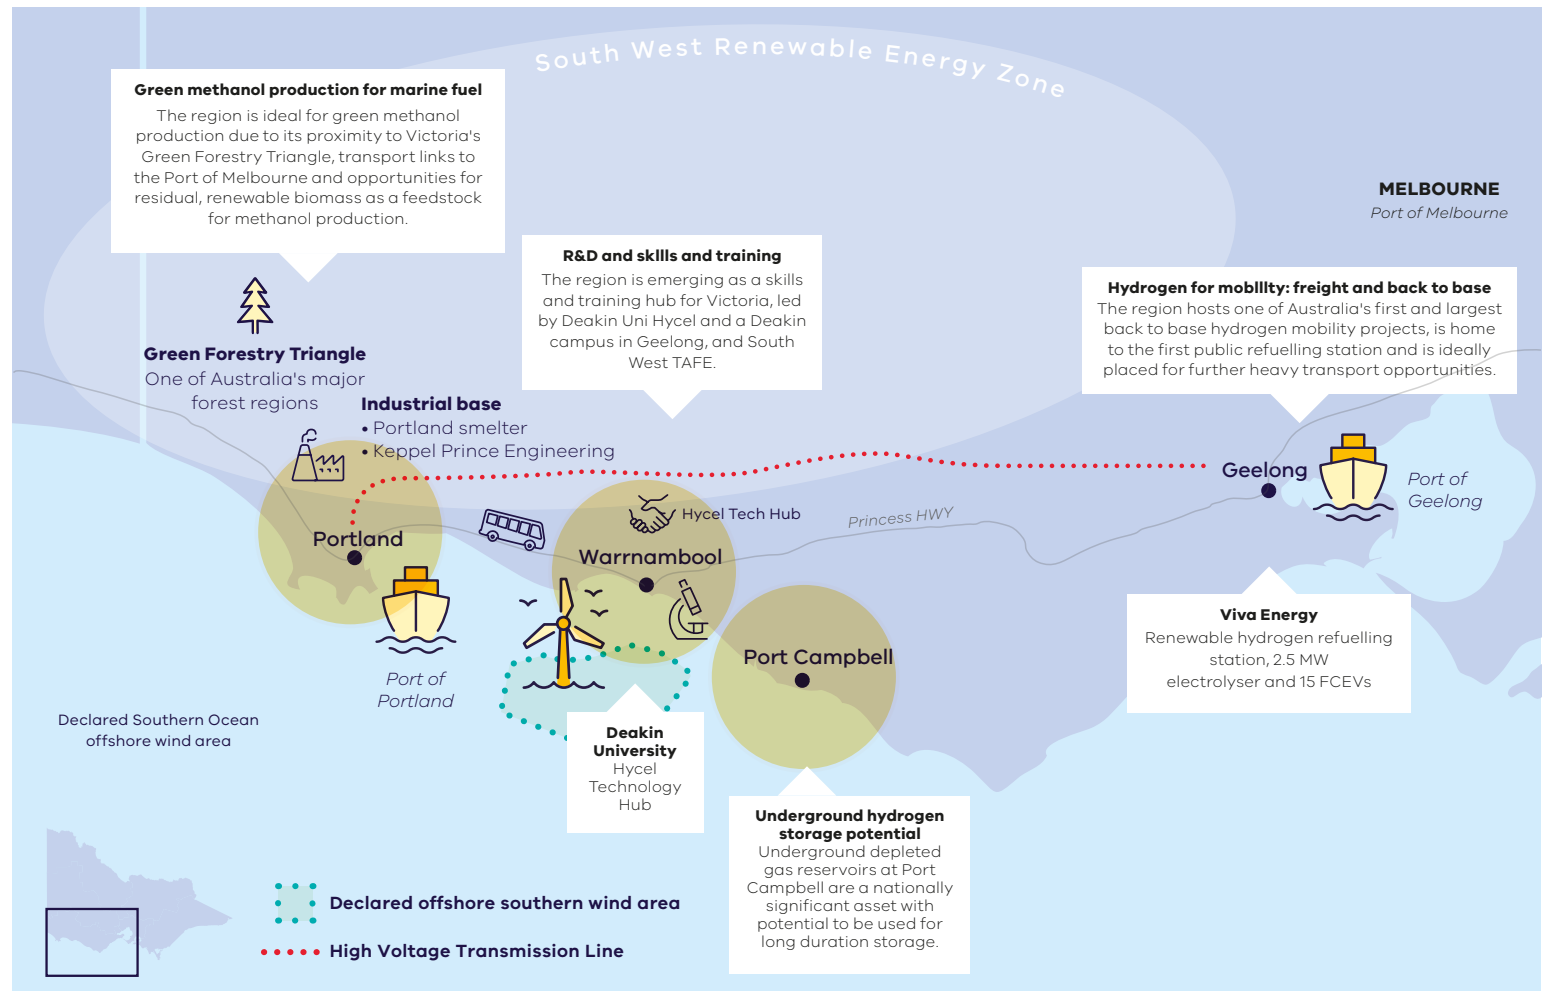 South West Renewable Energy Zone
Green methanol production for marine fuel
The region is ideal for green methanol
production due to its proximity to Victoria's
Green Forestry Triangle, transport links to
the Port of Melbourne and opportunities for
residual, renewable biomass as a feedstock
for methanol production.
MELBOURNE
Port of Melbourne
R&D and skllls and training
The region is emerging as a skills
and training hub for Victoria, led
by Deakin Uni Hycel and a Deakin
campus in Geelong, and South
West TAFE.
Hydrogen for moblllty: freight and back to base
The region hosts one of Australia's first and largest
back to base hydrogen mobility projects, is home
to the first public refuelling station and is ideally
placed for further heavy transport opportunities.
Green Forestry Triangle
One of Australia's major
forest regions
Industrial base
• Portland smelter
• Keppel Prince Engineering
Geelong
Port of
Geelong
Hycel Tech Hub
Princess HWY
Portland
Warrnambool
Port Campbell
Port of
Portland
Viva Energy
Renewable hydrogen refuelling
station, 2.5 MW
electrolyser and 15 FCEVs
Declared Southern Ocean
offshore wind area
Deakin
University
Hycel
Technology
Hub
Underground hydrogen
storage potential
Underground depleted
gas reservoirs at Port
Campbell are a nationally
significant asset with
potential to be used for
long duration storage.
Declared offshore southern wind area
High Voltage Transmission Line